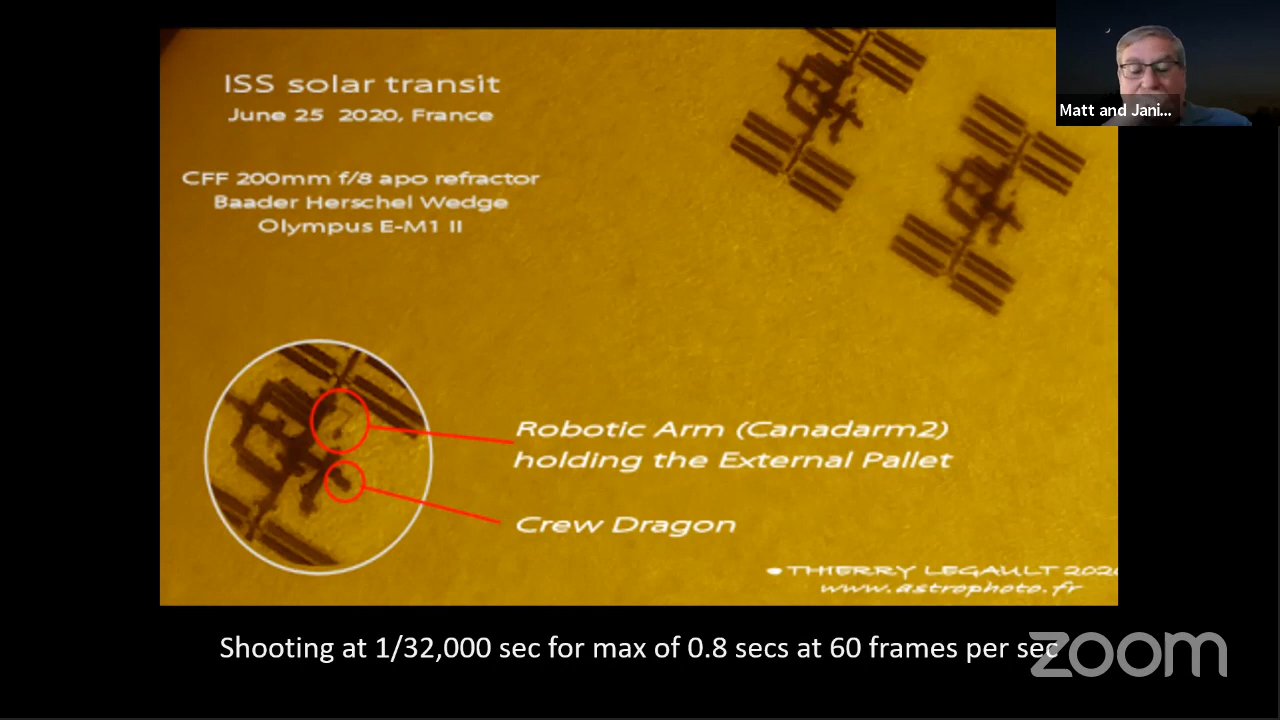 ISS solar transit
June 25 2020, France
CFF 200mm f/8 apo refractor
Baader Herschel Wedge
Olympus E-M1 II
Matt and Jani...
Robotic Arm (Canadarm2)
holding the External Pallet
Crew Dragon
THIERRY LEGAULT 202
www.astrophoto.fr
Shooting at 1/32,000 sec for max of 0.8 secs at 60 frames per sec
zoom